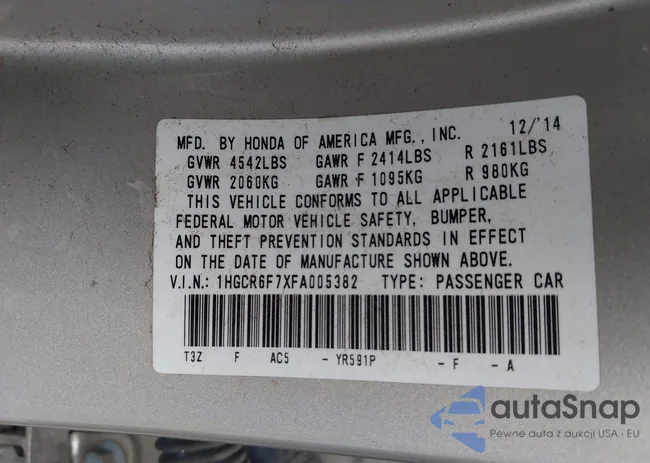 MFD. BY HONDA OF AMERICA MFG., INC. 12/'14
GVWR 4542LBS GAWR F 2414LBS R 2161LBS
GVWR 2060KG GAWR F 1095KG R 980KG
THIS VEHICLE CONFORMS TO ALL APPLICABLE
FEDERAL MOTOR VEHICLE SAFETY, BUMPER,
AND THEFT PREVENTION STANDARDS IN EFFECT
ON THE DATE OF MANUFACTURE SHOWN ABOVE.
V.I.N.: 1HGCR6F7XFA005382 TYPE: PASSENGER CAR
T3Z F AC5 - YR591P - F - A
autaSnap
Pewne auta z aukcji USA i EU